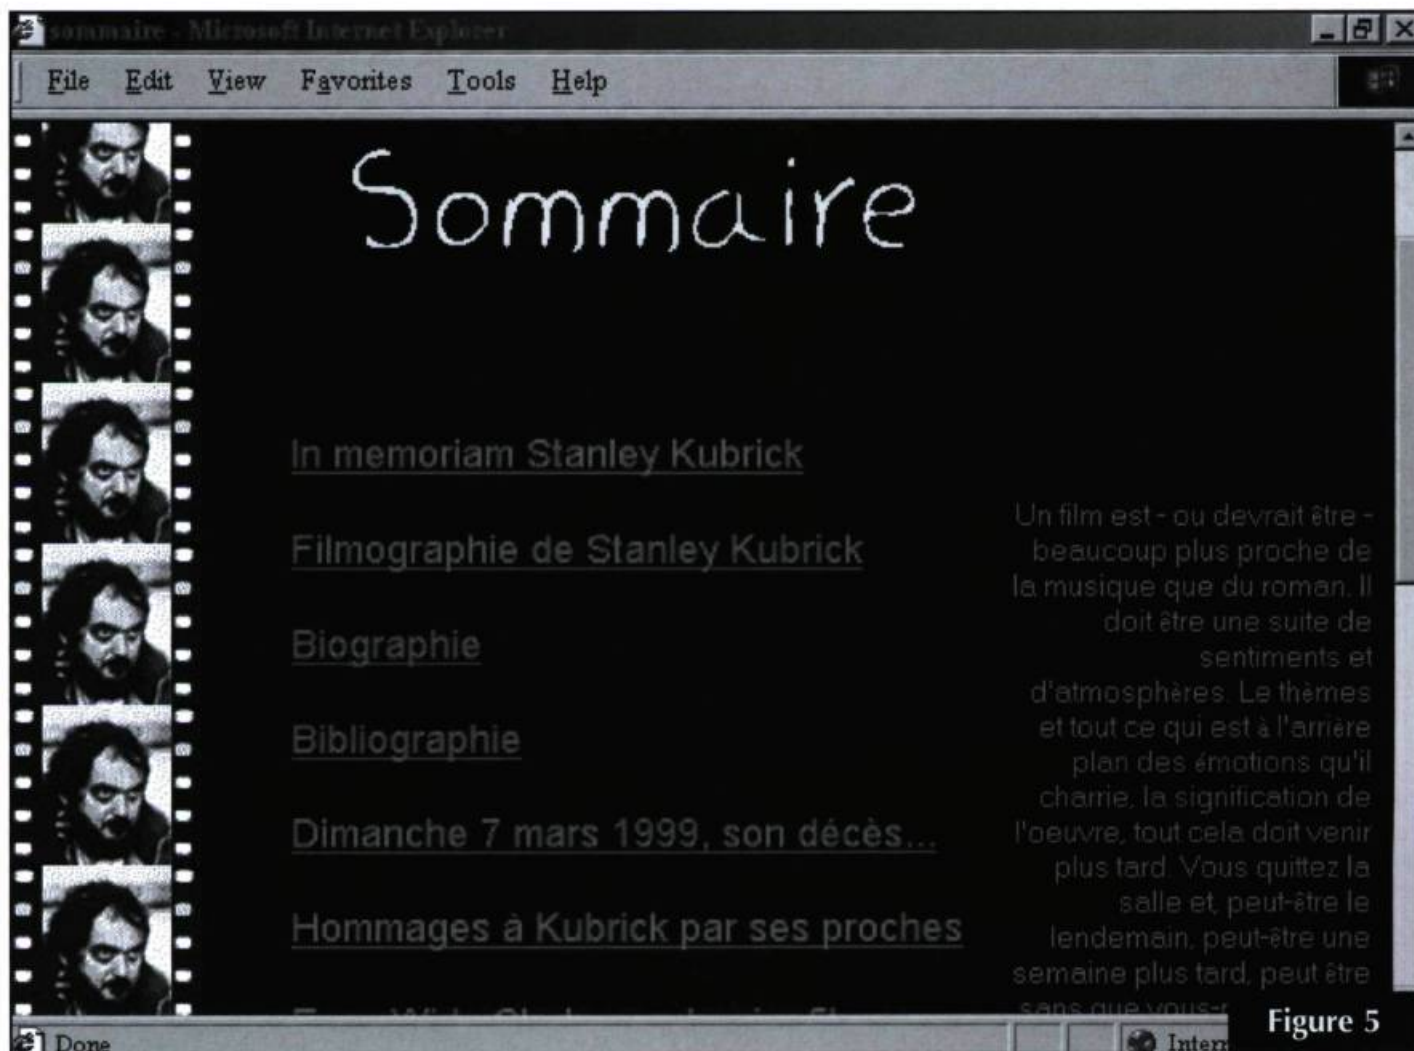 sommaire - Microsoft Internet Explorer
File Edit View Favorites Tools Help
Sommaire
In memoriam Stanley Kubrick
Filmographie de Stanley Kubrick
Biographie
Bibliographie
Dimanche 7 mars 1999, son décès...
Hommages à Kubrick par ses proches
Un film est - ou devrait être -
beaucoup plus proche de
la musique que du roman. Il
doit être une suite de
sentiments et
d'atmosphères. Le thèmes
et tout ce qui est à l'arrière
plan des émotions qu'il
charrie, la signification de
l'oeuvre, tout cela doit venir
plus tard. Vous quittez la
salle et, peut-être le
lendemain, peut-être une
semaine plus tard, peut être
sans que vous-
Done
Intern
Figure 5